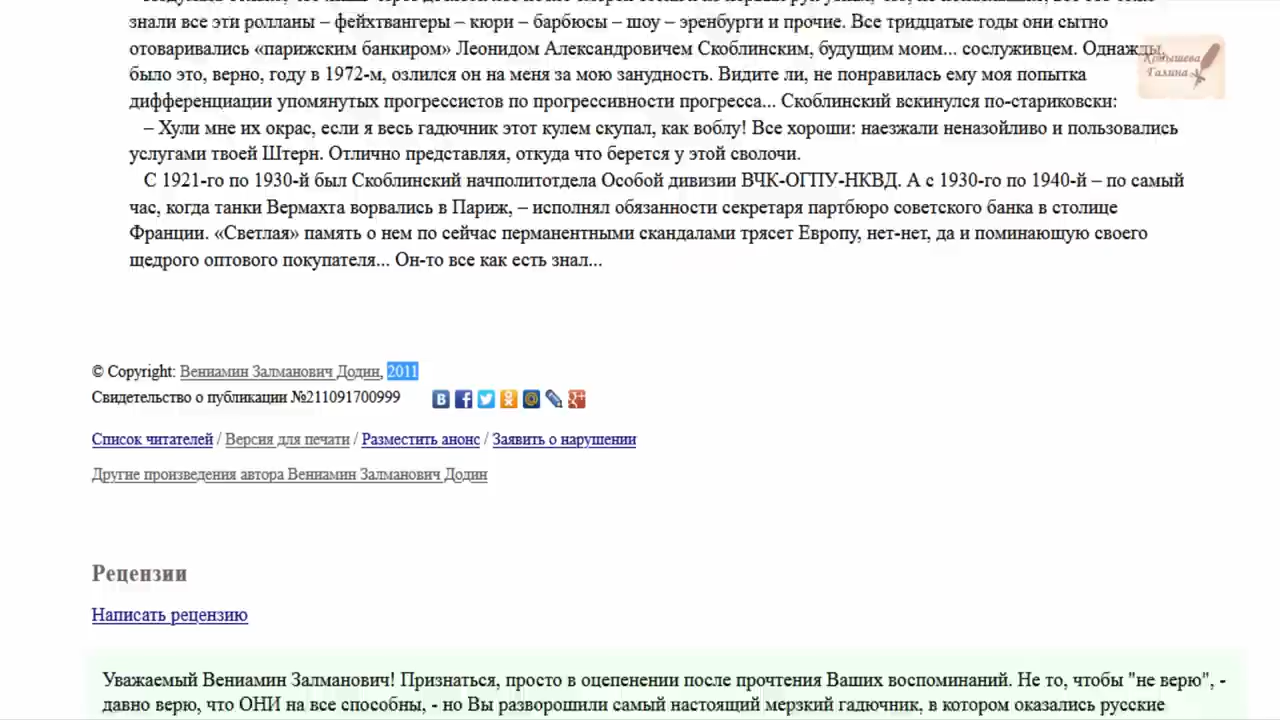 знали все эти ролланы – фейхтвангеры – кюри – барбюсы – шоу – эренбурги и прочие. Все тридцатые годы они сытно
отоваривались «парижским банкиром» Леонидом Александровичем Скоблинским, будущим моим... сослуживцем. Однажды,
было это, верно, году в 1972-м, озлился он на меня за мою занудность. Видите ли, не понравилась ему моя попытка
дифференциации упомянутых прогрессистов по прогрессивности прогресса... Скоблинский вскинулся по-стариковски:
– Хули мне их окрас, если я весь гадючник этот кулем скупал, как воблу! Все хороши: наезжали неназойливо и пользовались
услугами твоей Штерн. Отлично представляя, откуда что берется у этой сволочи.
С 1921-го по 1930-й был Скоблинский начполитотдела Особой дивизии ВЧК-ОГПУ-НКВД. А с 1930-го по 1940-й – по самый
час, когда танки Вермахта ворвались в Париж, – исполнял обязанности секретаря партбюро советского банка в столице
Франции. «Светлая» память о нем по сейчас перманентными скандалами трясет Европу, нет-нет, да и поминающую своего
щедрого оптового покупателя... Он-то все как есть знал...
Галина
© Copyright: Вениамин Залманович Додин, 2011
Свидетельство о публикации №211091700999
Список читателей / Версия для печати / Разместить анонс / Заявить о нарушении
Другие произведения автора Вениамин Залманович Додин
Рецензии
Написать рецензию
Уважаемый Вениамин Залманович! Признаться, просто в оцепенении после прочтения Ваших воспоминаний. Не то, чтобы "не верю", -
давно верю, что ОНИ на все способны, - но Вы разворошили самый настоящий мерзкий гадючник, в котором оказались русские